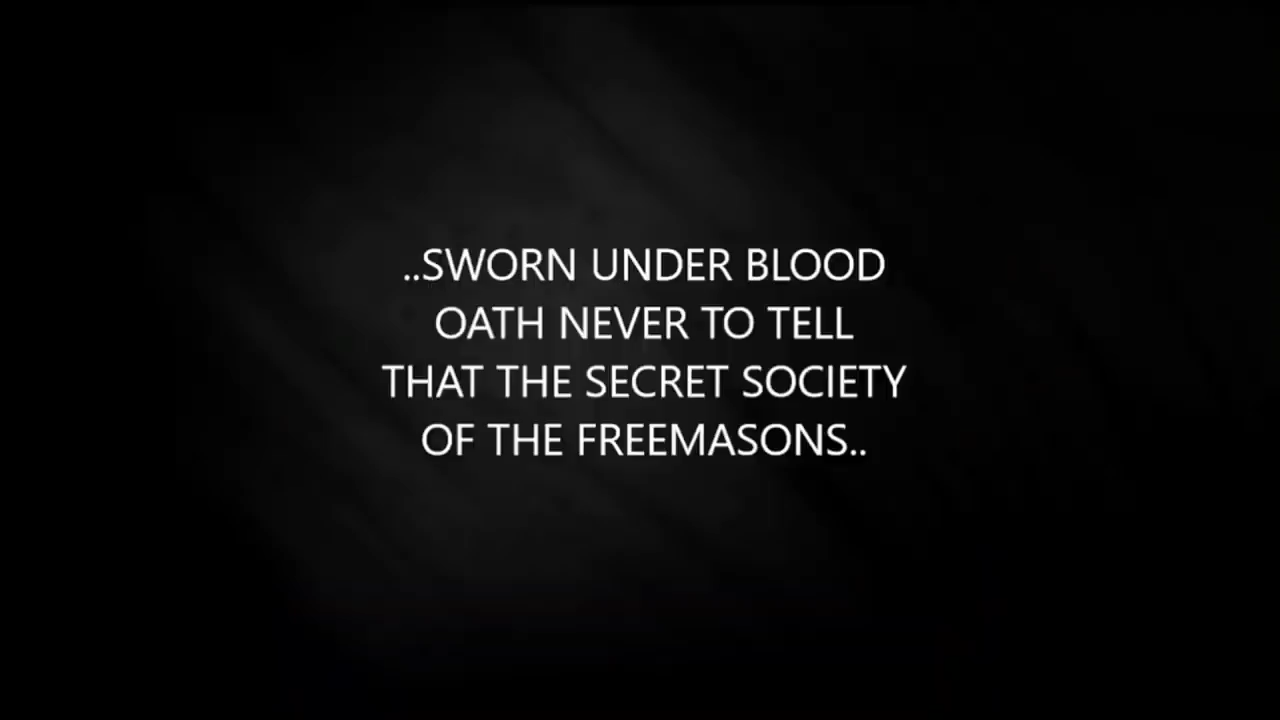 ..SWORN UNDER BLOOD
OATH NEVER TO TELL
THAT THE SECRET SOCIETY
OF THE FREEMASONS..